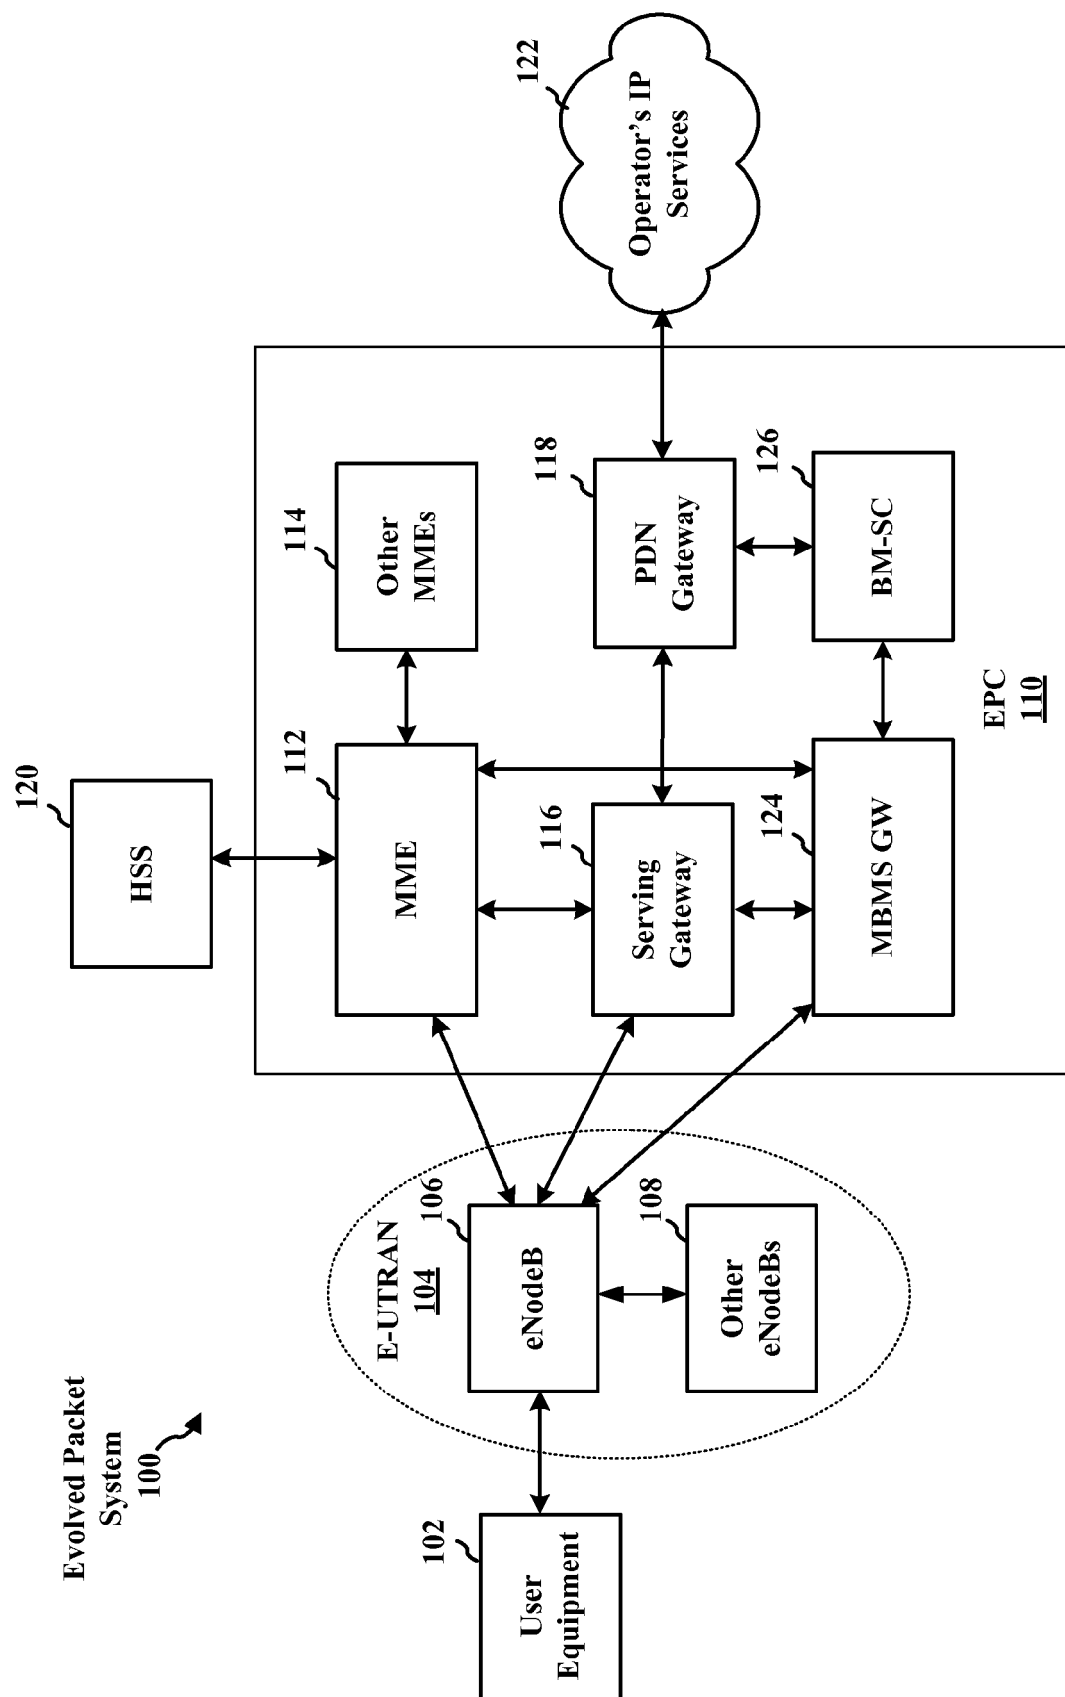 Evolved Packet
System
100
102
User
Equipment
E-UTRAN
104
106
eNodeB
108
Other
eNodeBs
120
HSS
112
MME
114
Other
MMEs
116
Serving
Gateway
118
PDN
Gateway
124
MBMS GW
126
BM-SC
EPC
110
122
Operator's IP
Services